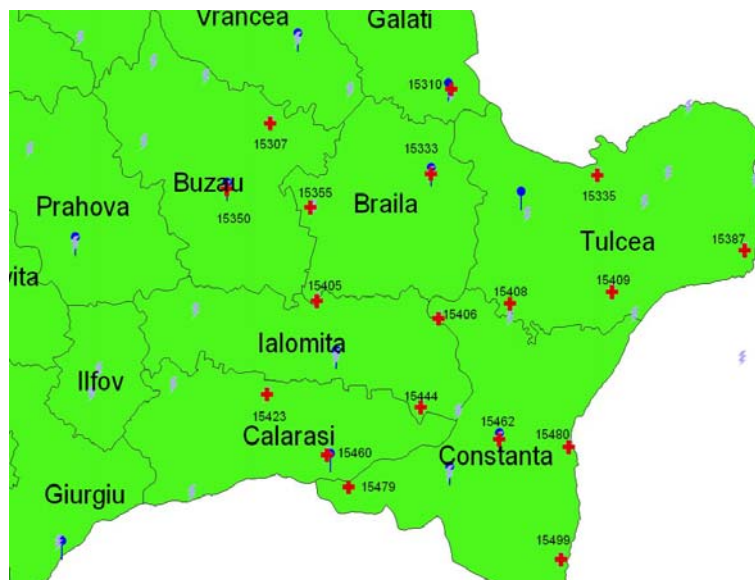 Vrancea
Galati
15310
15307
15333
15355
15335
Buzau
15350
Prahova
Braila
Tulcea
15387
vita
15405
15408
15409
15406
Ialomita
Ilfov
15444
15423
15462
15480
Calarasi
Constanta
15460
15479
Giurgiu
15499